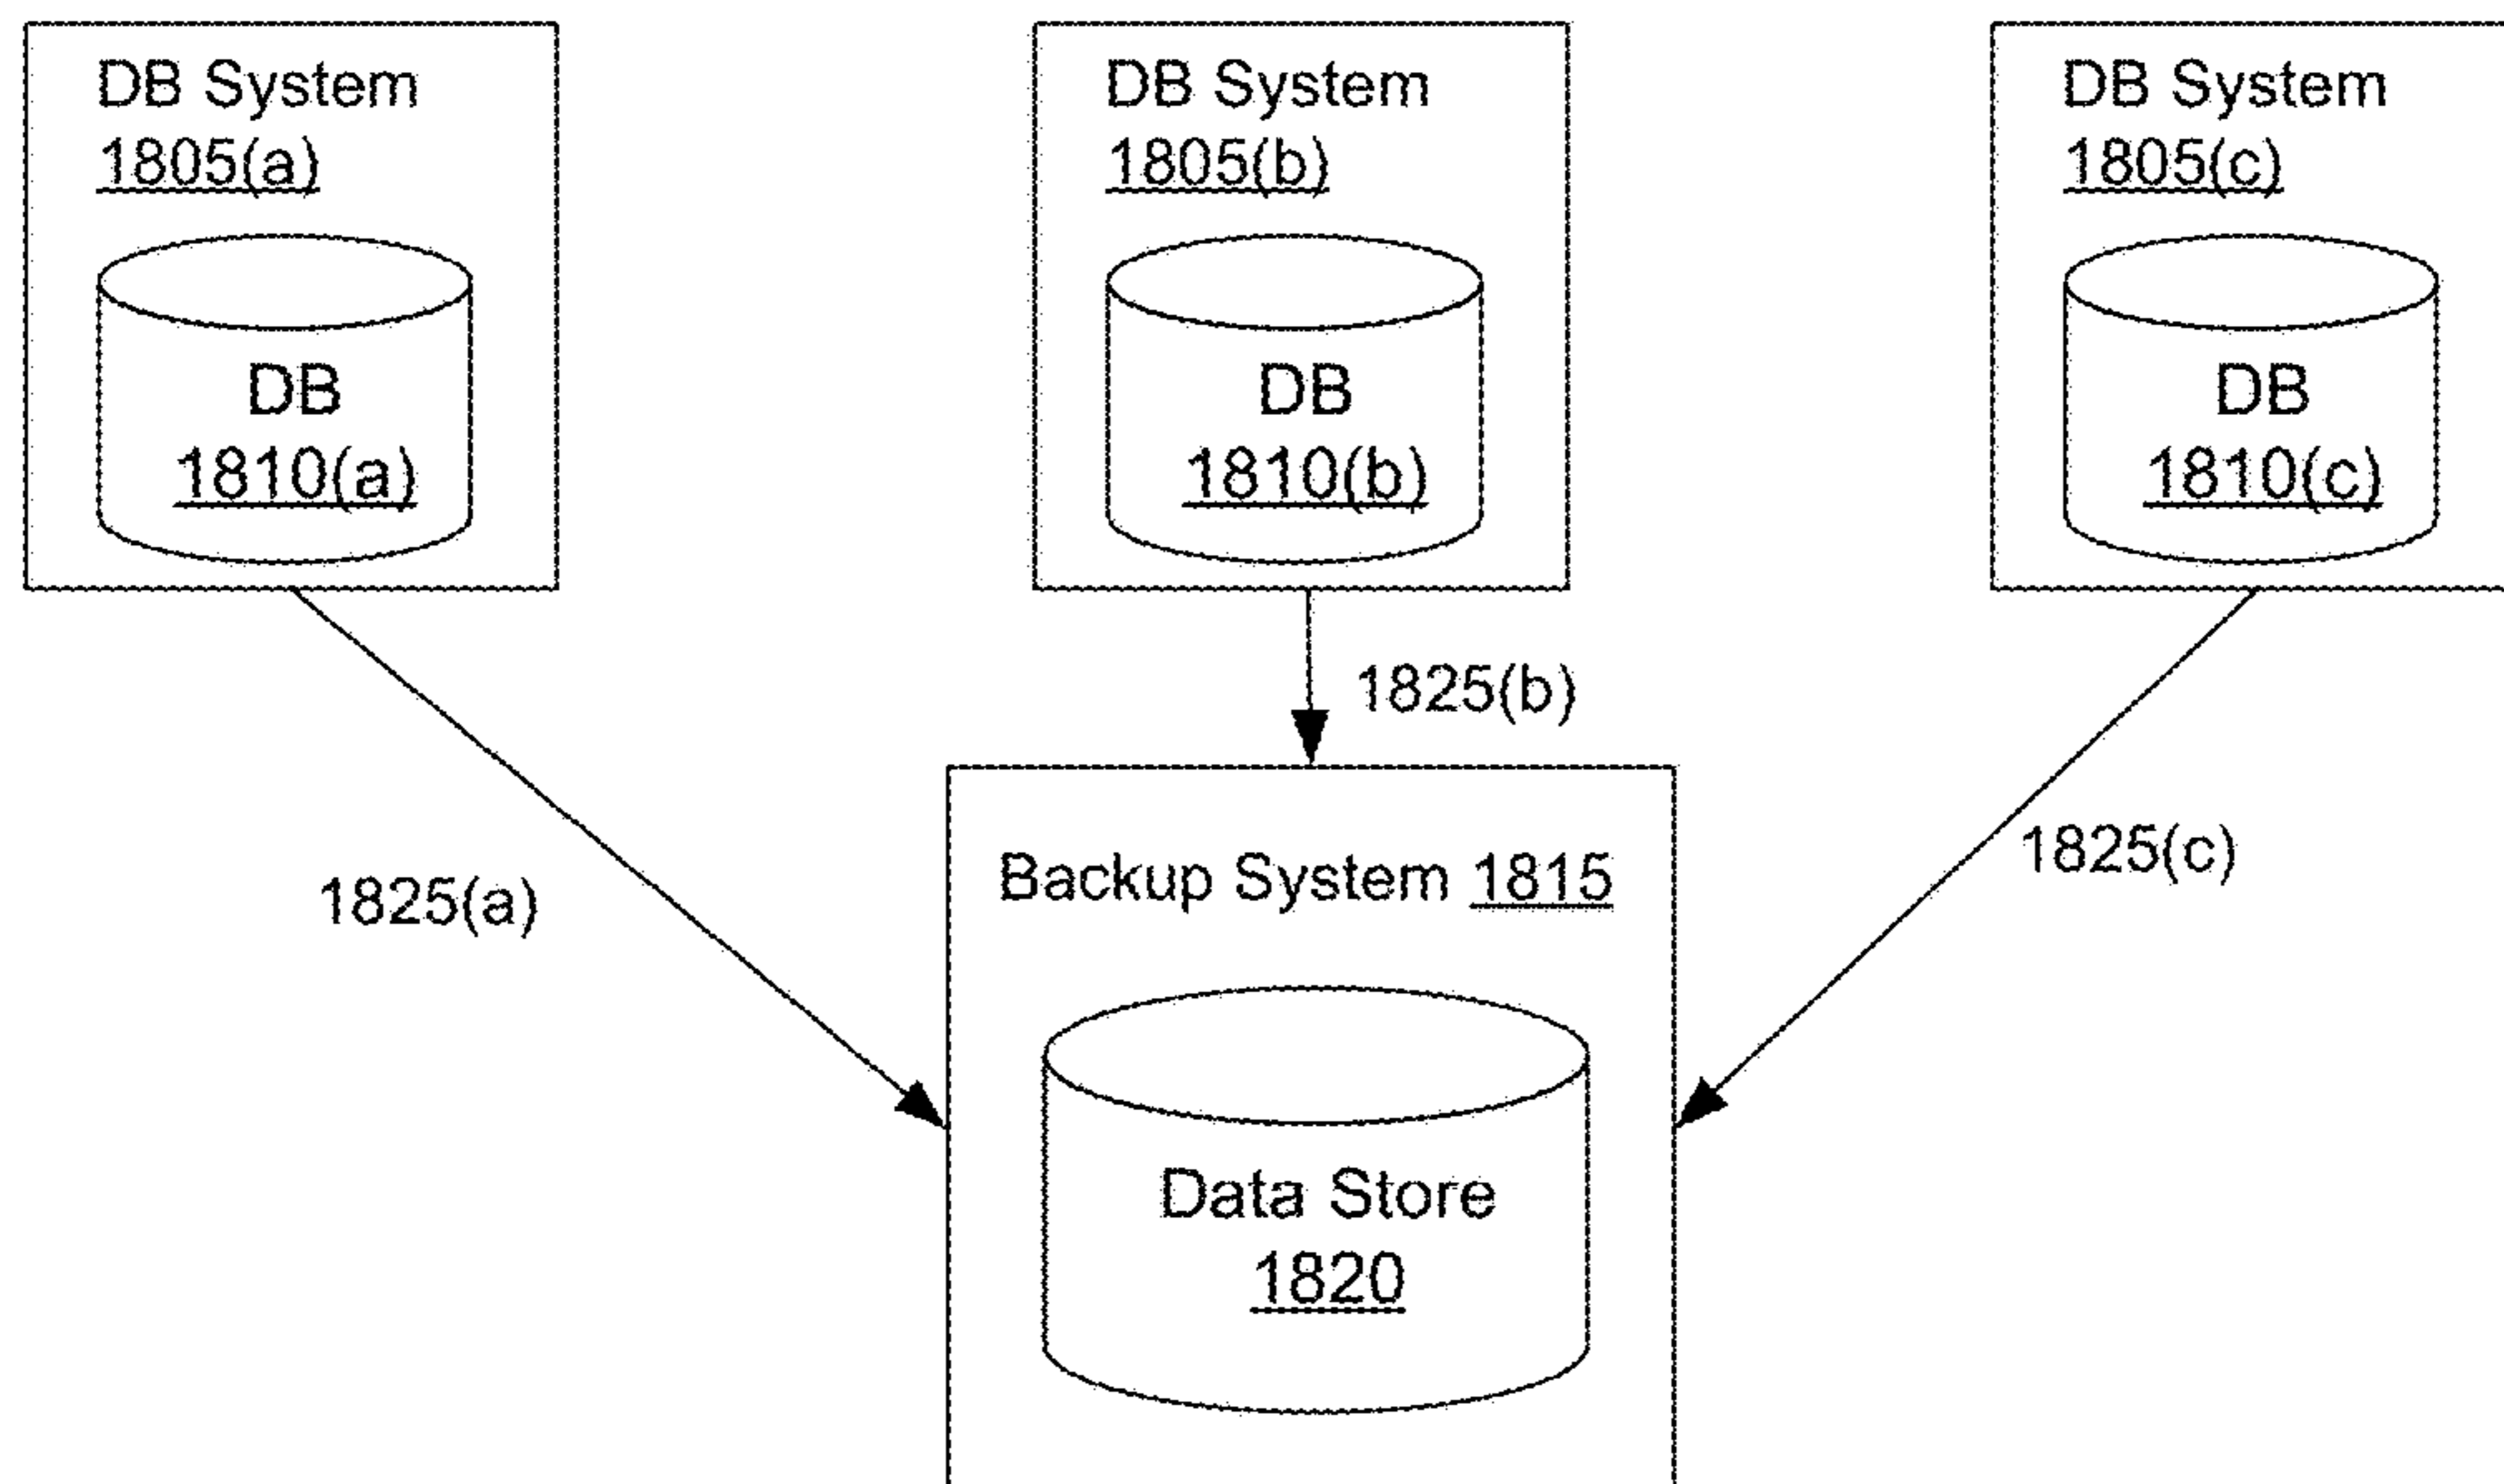 DB System
1805(a)
DB
1810(a)
DB System
1805(b)
DB
1810(b)
DB System
1805(c)
DB
1810(c)
1825(a)
1825(b)
1825(c)
Backup System 1815
Data Store
1820